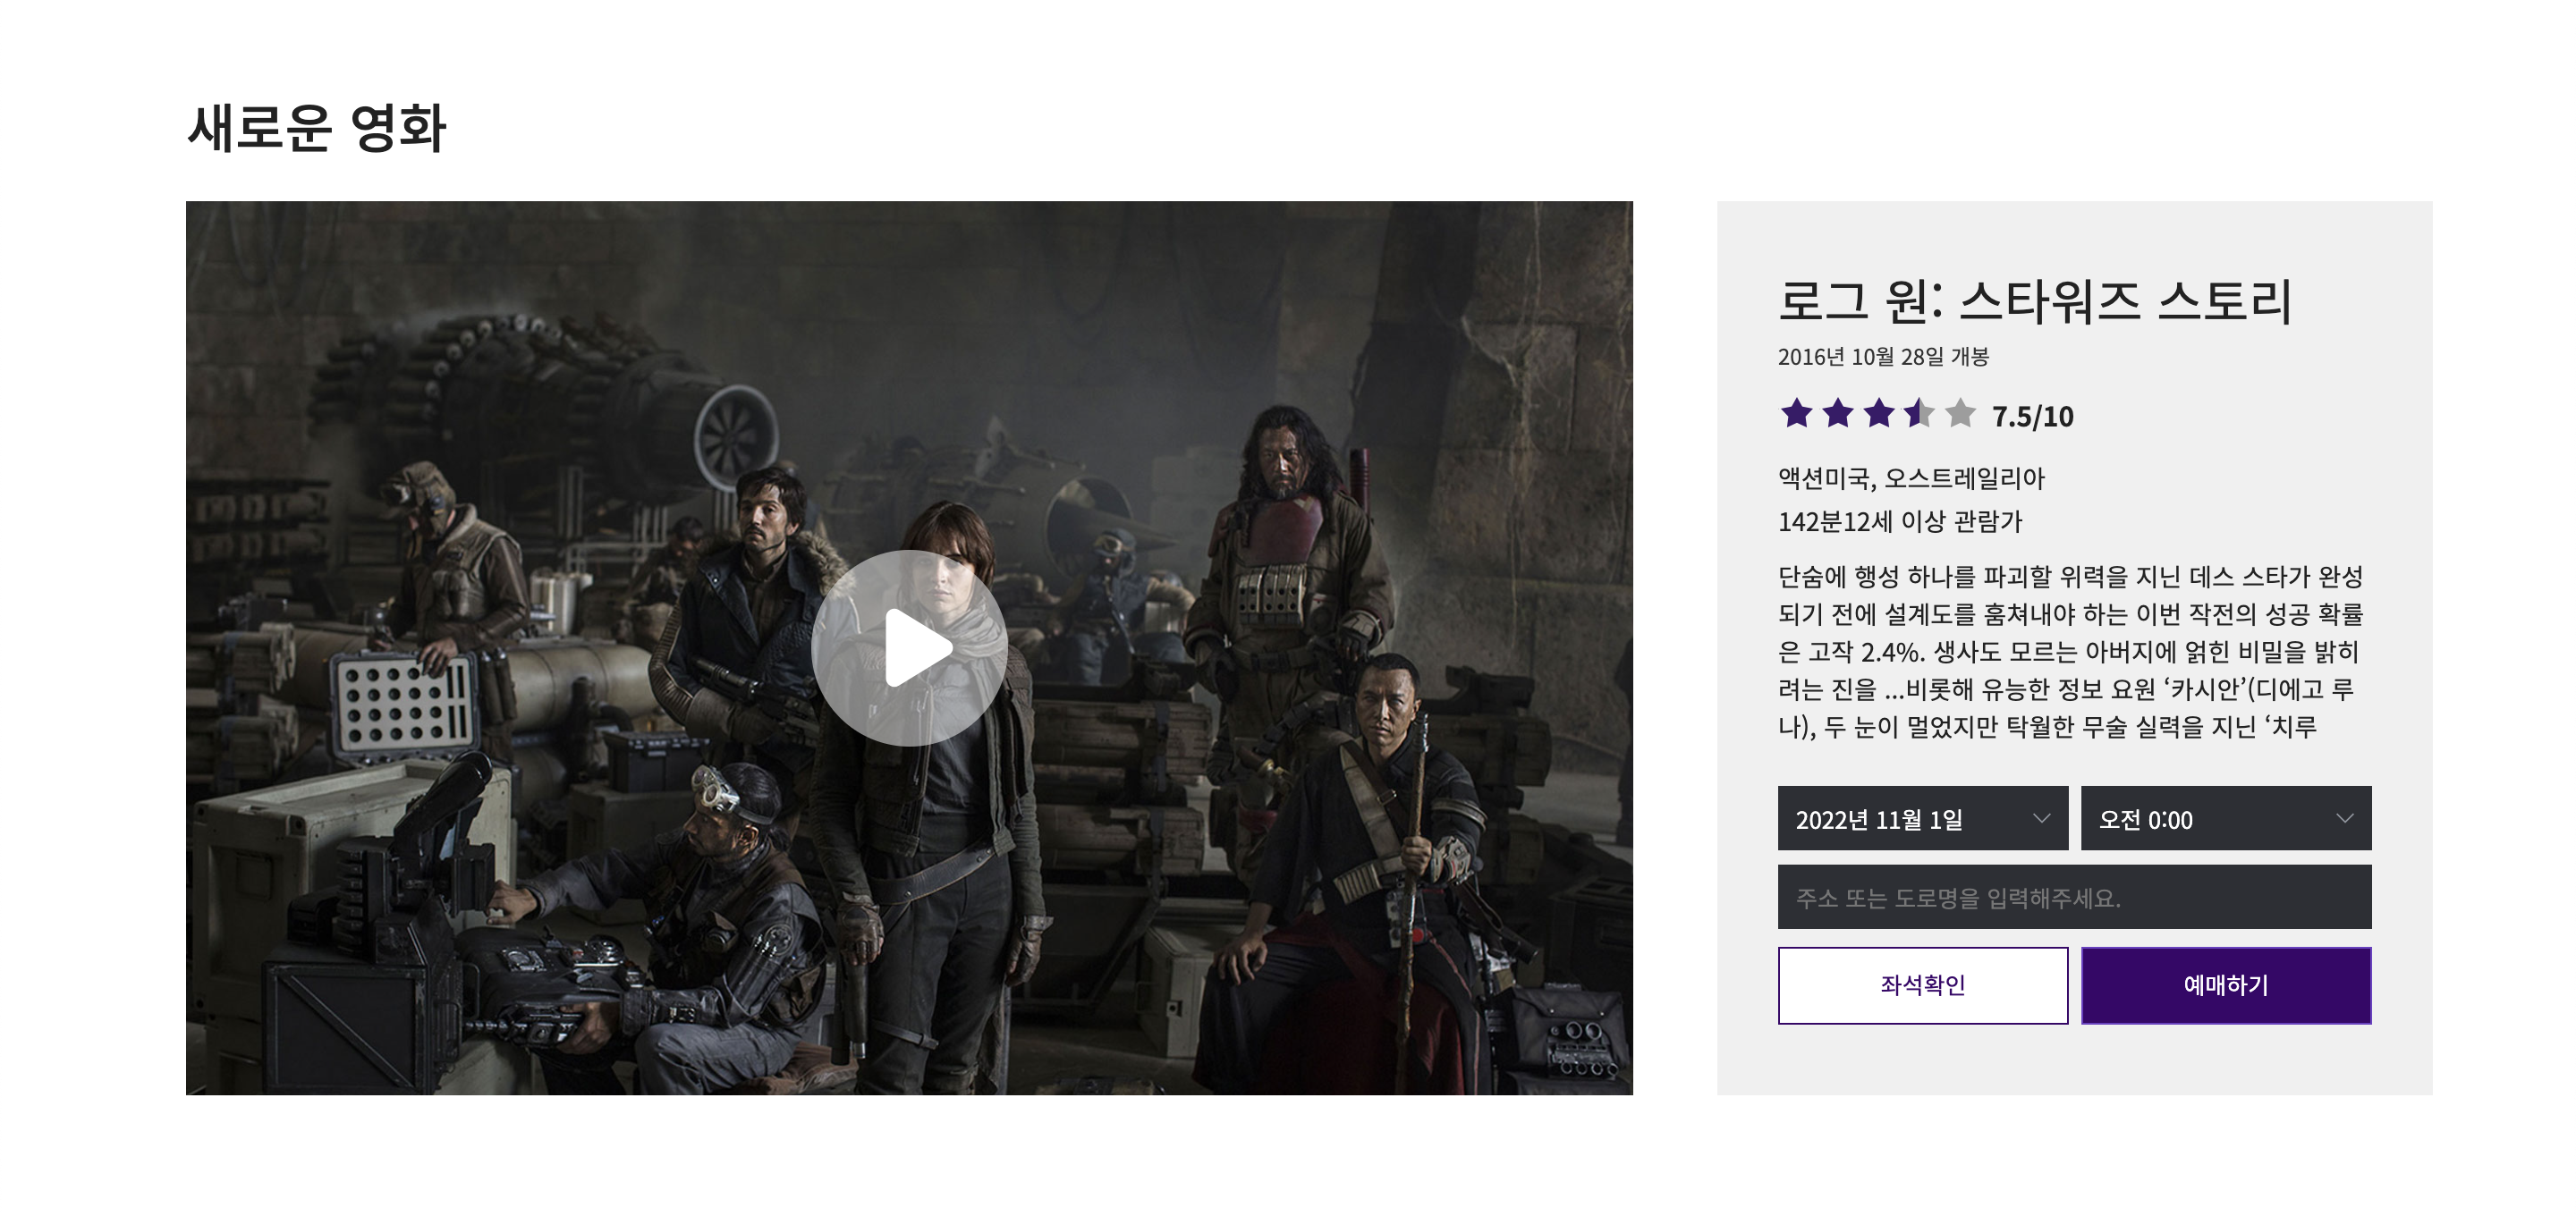 새로운 영화
로그 원: 스타워즈 스토리
2016년 10월 28일 개봉
7.5/10
액션미국, 오스트레일리아
142분12세 이상 관람가
단숨에 행성 하나를 파괴할 위력을 지닌 데스 스타가 완성
되기 전에 설계도를 훔쳐내야 하는 이번 작전의 성공 확률
은 고작 2.4%. 생사도 모르는 아버지에 얽힌 비밀을 밝히
려는 진을 ...비롯해 유능한 정보 요원 ‘카시안’(디에고 루
나), 두 눈이 멀었지만 탁월한 무술 실력을 지닌 ‘치루
2022년 11월 1일
오전 0:00
주소 또는 도로명을 입력해주세요.
좌석확인
예매하기